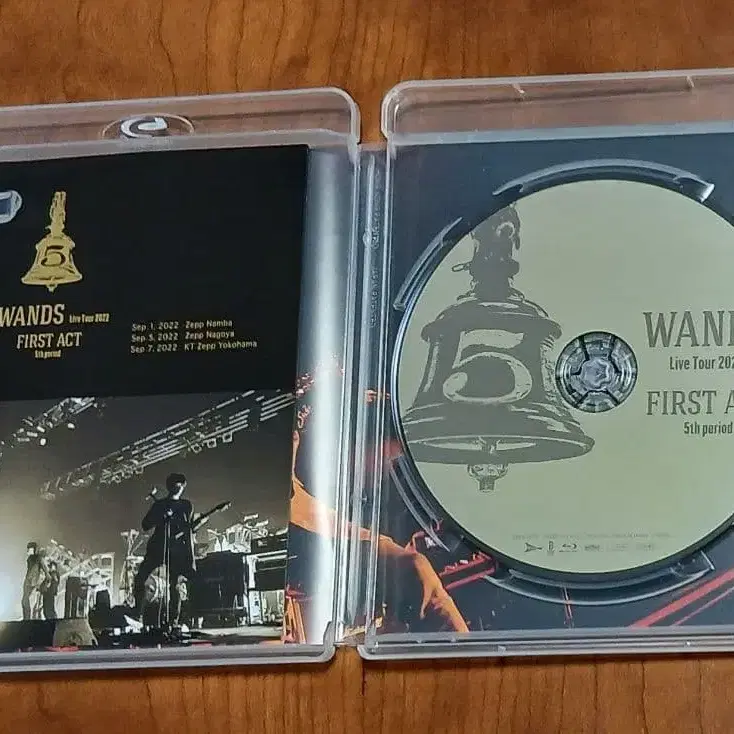 5
WANDS Live Tour 2022
FIRST ACT
5th period
Sep. 1, 2022 Zepp Namba
Sep. 5, 2022 Zepp Nagoya
Sep. 7, 2022 KT Zepp Yokohama
5
WAN
Live Tour 202
FIRST A
5th period